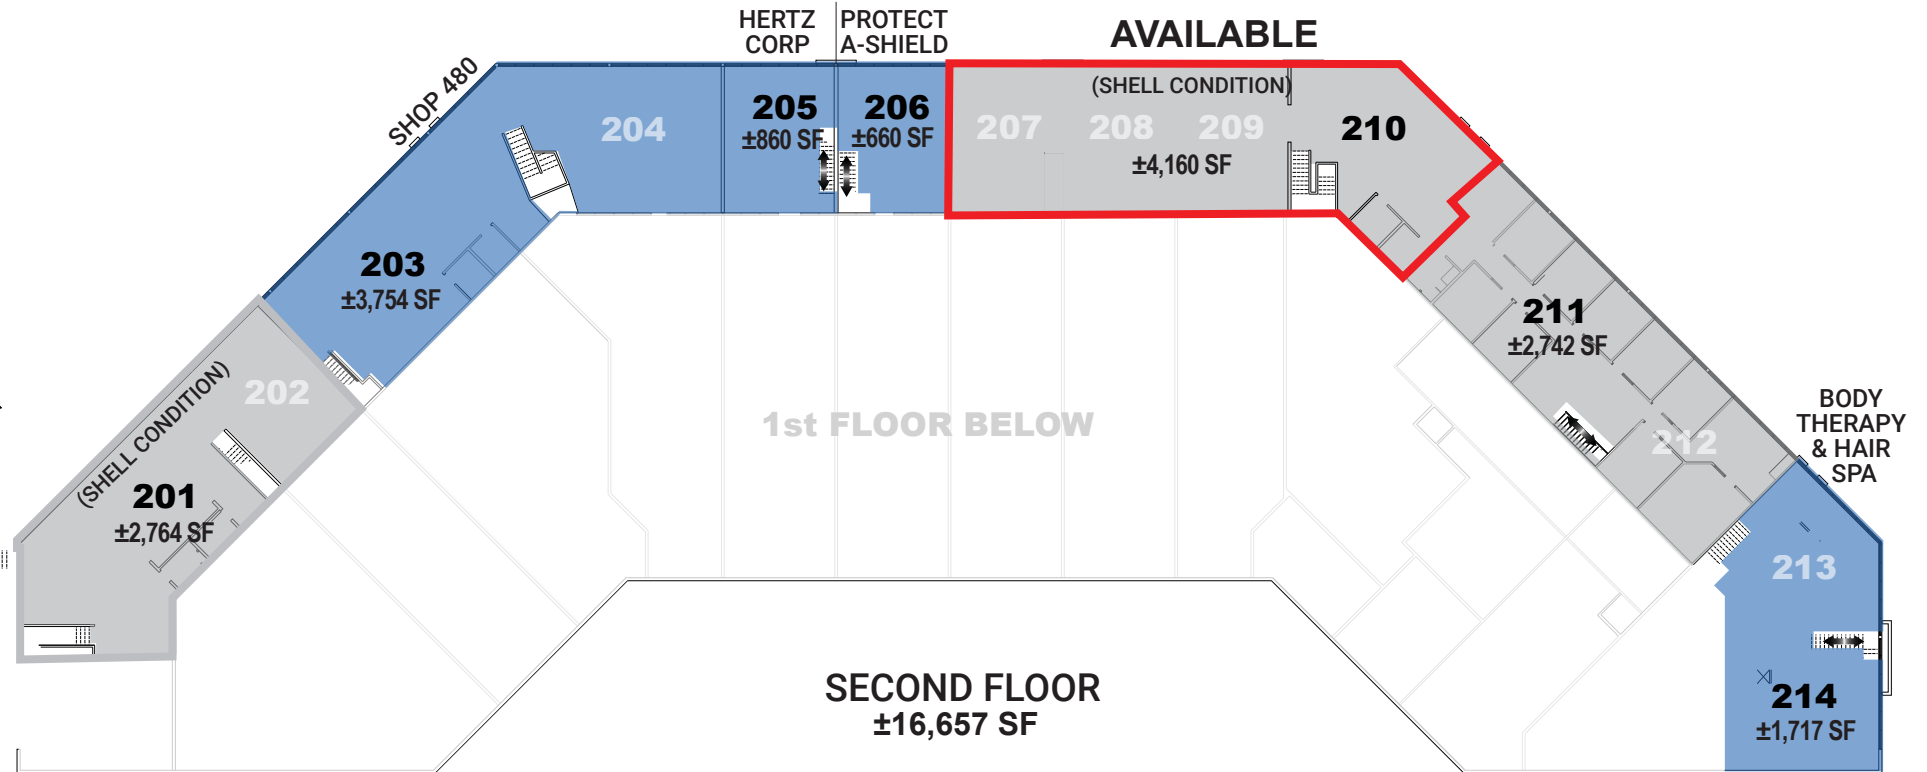 HERTZ
CORP
PROTECT
A-SHIELD
AVAILABLE
SHOP 480
(SHELL CONDITION)
204
205
±860 SF
206
±660 SF
207
208
209
±4,160 SF
210
203
±3,754 SF
211
±2,742 SF
(SHELL CONDITION)
202
201
±2,764 SF
1st FLOOR BELOW
212
BODY
THERAPY
& HAIR
SPA
213
214
±1,717 SF
SECOND FLOOR
±16,657 SF